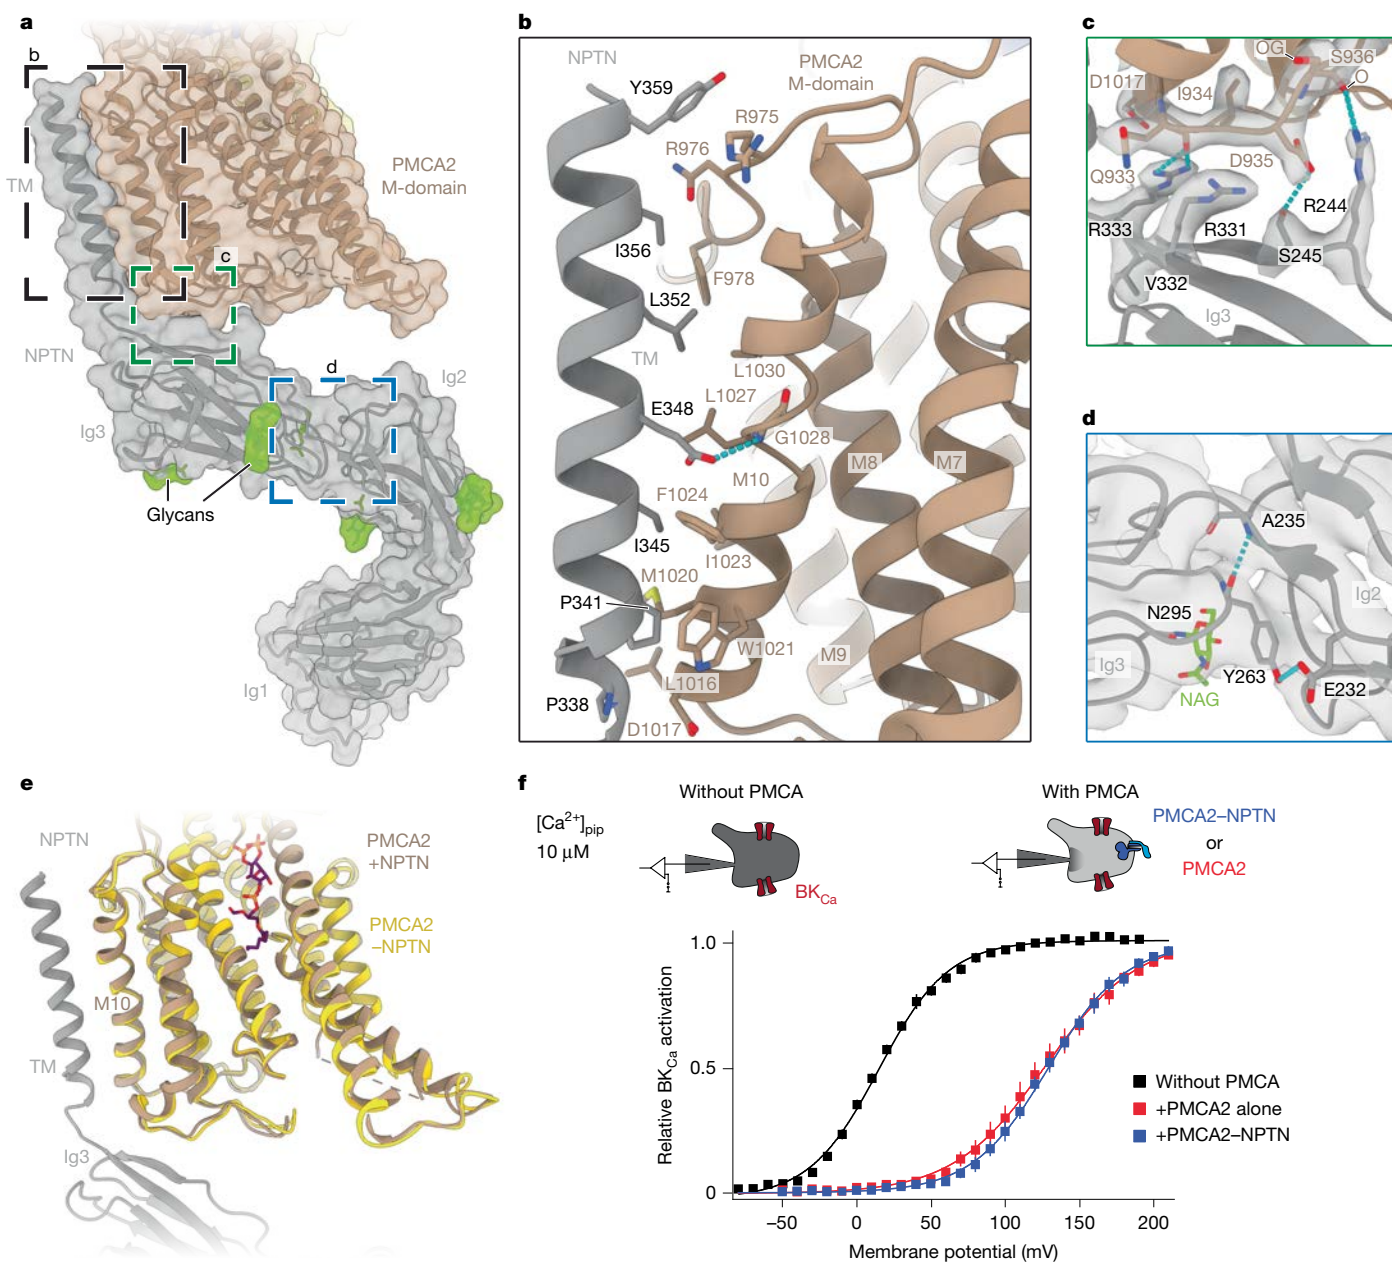 a
b
PMCA2
M-domain
TM
c
NPTN
d
Ig2
Ig3
Glycans
Ig1
b
NPTN
PMCA2
M-domain
Y359
R975
R976
I356
F978
L352
TM
L1030
L1027
E348
G1028
M10
M8
M7
F1024
I345
I1023
M1020
P341
W1021
M9
L1016
P338
D1017
c
OG
S936
O
D1017
I934
D935
Q933
R244
R333
R331
S245
V332
Ig3
d
A235
Ig2
N295
Ig3
Y263
E232
NAG
e
NPTN
PMCA2
+NPTN
PMCA2
–NPTN
M10
TM
Ig3
f
Without PMCA
With PMCA
[Ca²⁺]pip
10 μM
PMCA2–NPTN
or
PMCA2
BKCa
1.0
0.5
0
Relative BKCa activation
Without PMCA
+PMCA2 alone
+PMCA2–NPTN
–50
0
50
100
150
200
Membrane potential (mV)